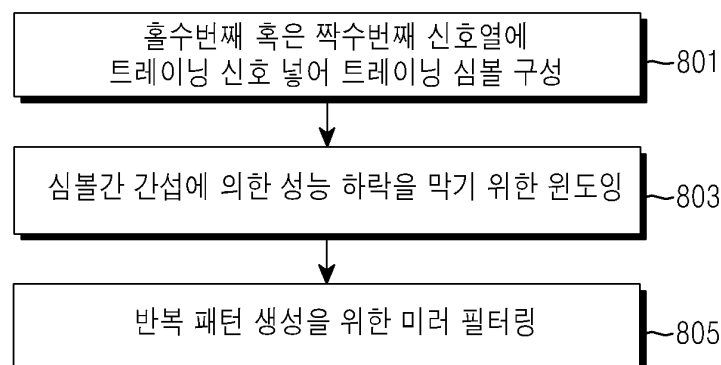 홀수번째 혹은 짝수번째 신호열에
트레이닝 신호 넣어 트레이닝 심볼 구성
801
심볼간 간섭에 의한 성능 하락을 막기 위한 윈도잉
803
반복 패턴 생성을 위한 미러 필터링
805